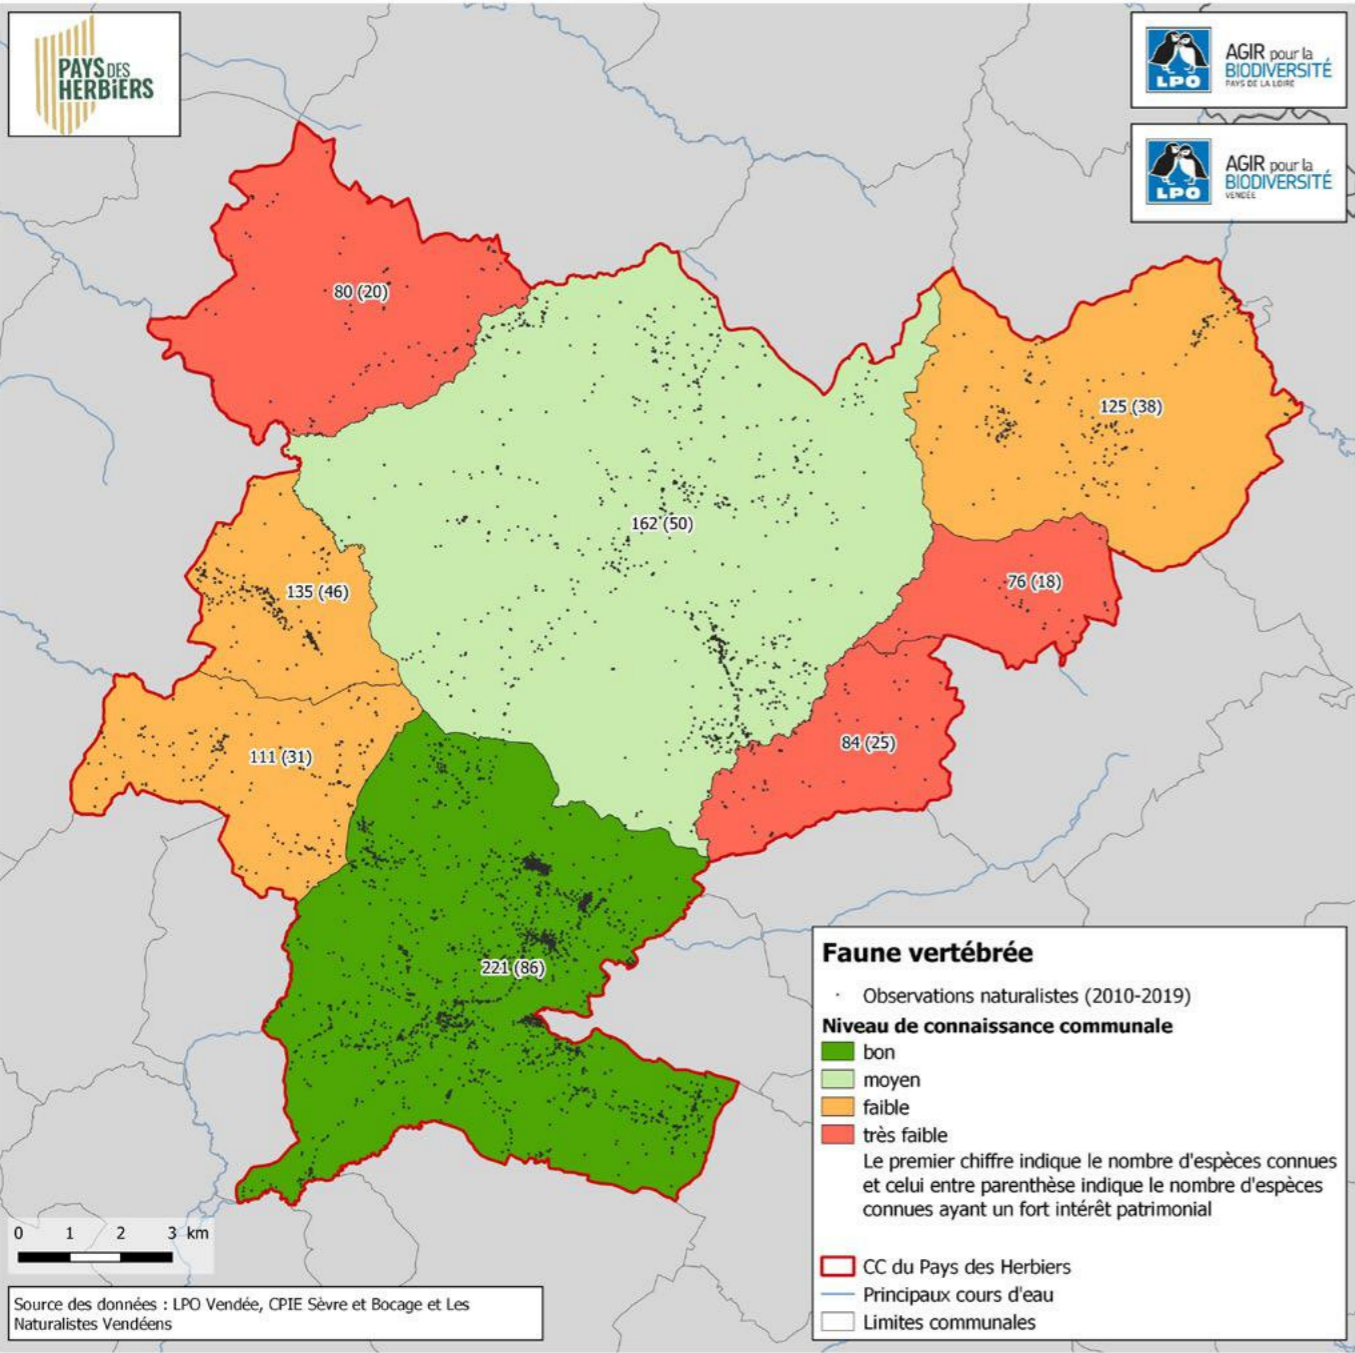 PAYS DES
HERBIERS
LPO
AGIR pour la
BIODIVERSITÉ
PAYS DE LA LOIRE
LPO
AGIR pour la
BIODIVERSITÉ
VENDÉE
80 (20)
125 (38)
162 (50)
76 (18)
135 (46)
84 (25)
111 (31)
221 (86)
Faune vertébrée
Observations naturalistes (2010-2019)
Niveau de connaissance communale
bon
moyen
faible
très faible
Le premier chiffre indique le nombre d'espèces connues
et celui entre parenthèse indique le nombre d'espèces
connues ayant un fort intérêt patrimonial
CC du Pays des Herbiers
Principaux cours d'eau
Limites communales
0 1 2 3 km
Source des données : LPO Vendée, CPIE Sèvre et Bocage et Les
Naturalistes Vendéens